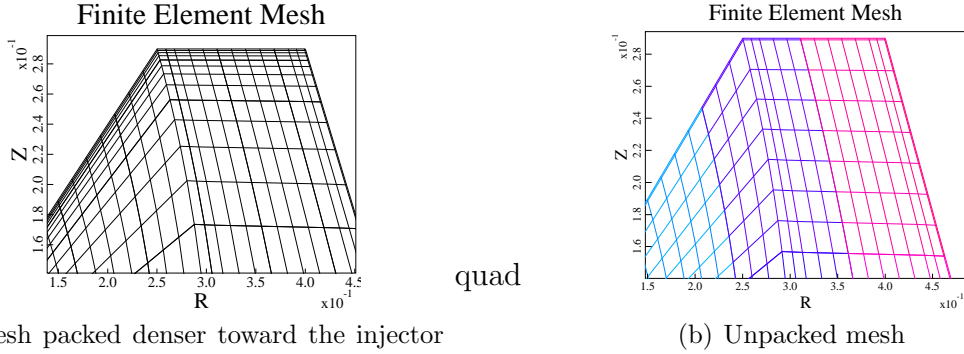 Finite Element Mesh
x10⁻¹
2.8
2.6
2.4
2.2
2.0
1.8
1.6
Z
1.5 2.0 2.5 3.0 3.5 4.0 4.5
R
x10⁻¹
esh packed denser toward the injector
quad
Finite Element Mesh
x10⁻¹
2.8
2.6
2.4
2.2
2.0
1.8
1.6
Z
1.5 2.0 2.5 3.0 3.5 4.0 4.5
R
x10⁻¹
(b) Unpacked mesh